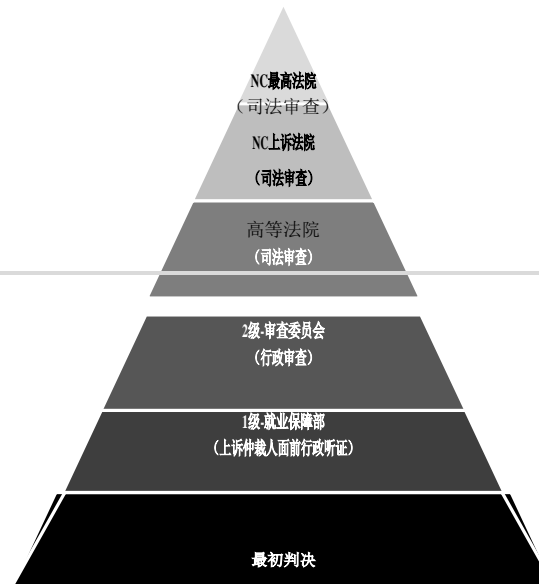 NC最高法院
（司法审查）
NC上诉法院
（司法审查）
高等法院
（司法审查）
2级-审查委员会
（行政审查）
1级-就业保障部
（上诉仲裁人面前行政听证）
最初判决